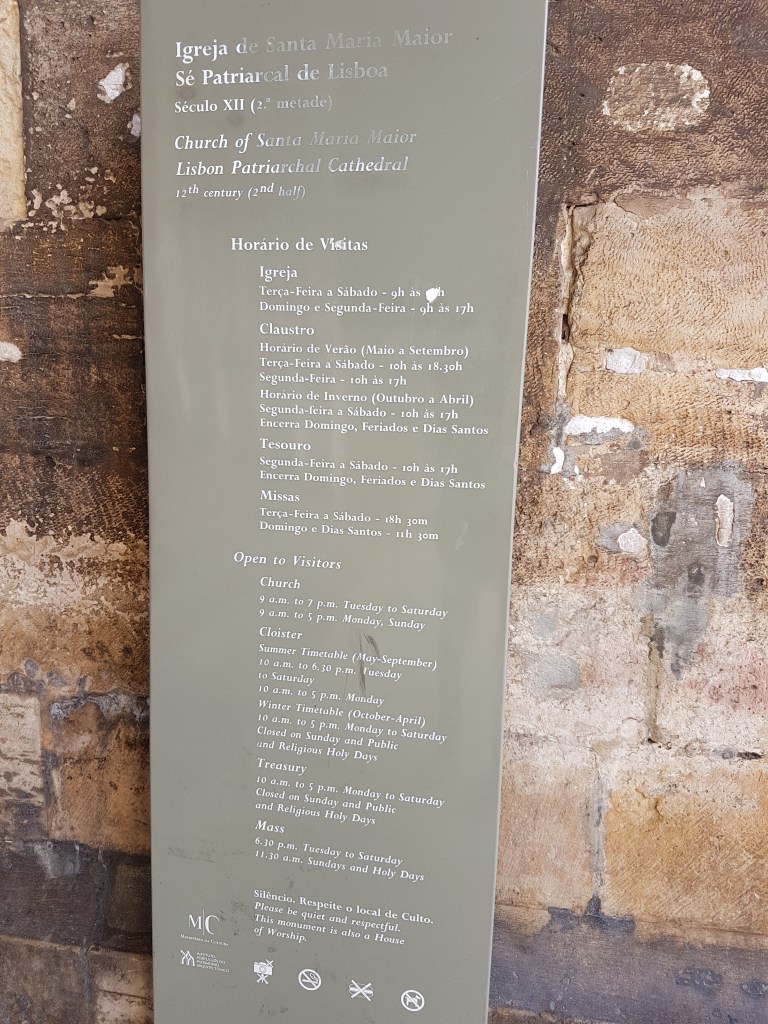 Igreja de Santa Maria Maior
Sé Patriarcal de Lisboa
Século XII (2.ª metade)
Church of Santa Maria Maior
Lisbon Patriarchal Cathedral
12th century (2nd half)
Horário de Visitas
Igreja
Terça-Feira a Sábado - 9h às
Domingo e Segunda-Feira - 9h às 17h
Claustro
Horário de Verão (Maio a Setembro)
Terça-Feira a Sábado - 10h às 18.30h
Segunda-Feira - 10h às 17h
Horário de Inverno (Outubro a Abril)
Segunda-feira a Sábado - 10h às 17h
Encerra Domingo, Feriados e Dias Santos
Tesouro
Segunda-Feira a Sábado - 10h às 17h
Encerra Domingo, Feriados e Dias Santos
Missas
Terça-Feira a Sábado - 18h 30m
Domingo e Dias Santos - 11h 30m
Open to Visitors
Church
9 a.m. to 7 p.m. Tuesday to Saturday
9 a.m. to 5 p.m. Monday, Sunday
Cloister
Summer Timetable (May-September)
10 a.m. to 6.30 p.m. Tuesday
to Saturday
10 a.m. to 5 p.m. Monday
Winter Timetable (October-April)
10 a.m. to 5 p.m. Monday to Saturday
Closed on Sunday and Public
and Religious Holy Days
Treasury
10 a.m. to 5 p.m. Monday to Saturday
Closed on Sunday and Public
and Religious Holy Days
Mass
6.30 p.m. Tuesday to Saturday
11.30 a.m. Sundays and Holy Days
Silêncio. Respeite o local de Culto.
Please be quiet and respectful.
This monument is also a House
of Worship.
M|C
Ministério da Cultura
Instituto
Português do
Património
Arquitectónico